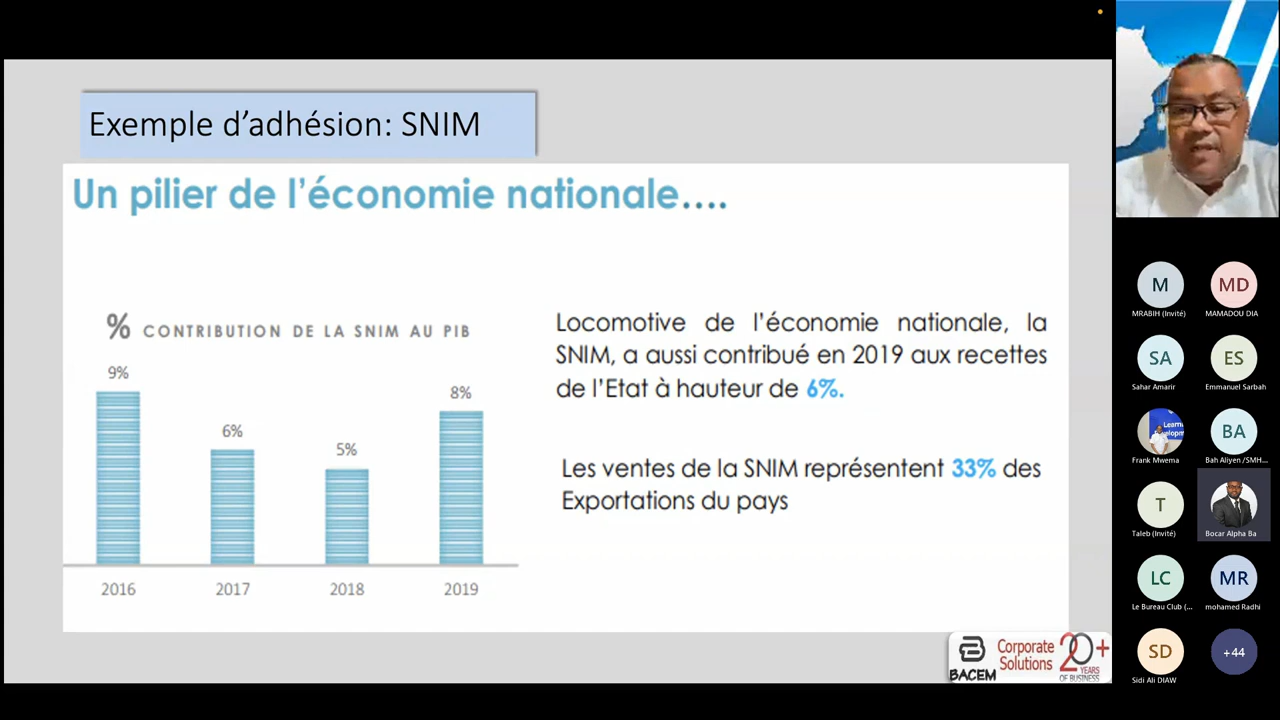 Exemple d'adhésion: SNIM
Un pilier de l'économie nationale....
% CONTRIBUTION DE LA SNIM AU PIB
9%
6%
5%
8%
2016
2017
2018
2019
Locomotive de l'économie nationale, la
SNIM, a aussi contribué en 2019 aux recettes
de l'Etat à hauteur de 6%.
Les ventes de la SNIM représentent 33% des
Exportations du pays
BACEM
Corporate
Solutions
20+
YEARS
OF BUSINESS
M
MRABIH (Invité)
MD
MAMADOU DIA
SA
Sahar Amarir
ES
Emmuel Sarbah
Learni
Frank Mwema
BA
Bah Aliyen /SMH...
T
Taleb (Invité)
Bocar Alpha Ba
LC
Le Bureau Club (...
MR
mohamed Radhi
SD
Sidi Ali DIAW
+44